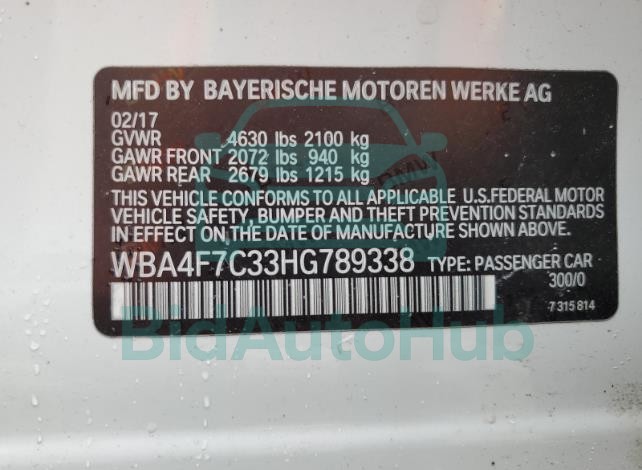 MFD BY BAYERISCHE MOTOREN WERKE AG
02/17
GVWR 4630 lbs 2100 kg
GAWR FRONT 2072 lbs 940 kg
GAWR REAR 2679 lbs 1215 kg
THIS VEHICLE CONFORMS TO ALL APPLICABLE U.S.FEDERAL MOTOR
VEHICLE SAFETY, BUMPER AND THEFT PREVENTION STANDARDS
IN EFFECT ON THE DATE OF MANUFACTURE SHOWN ABOVE.
WBA4F7C33HG789338 TYPE: PASSENGER CAR
300/0
7 315 814
BidAutoHub